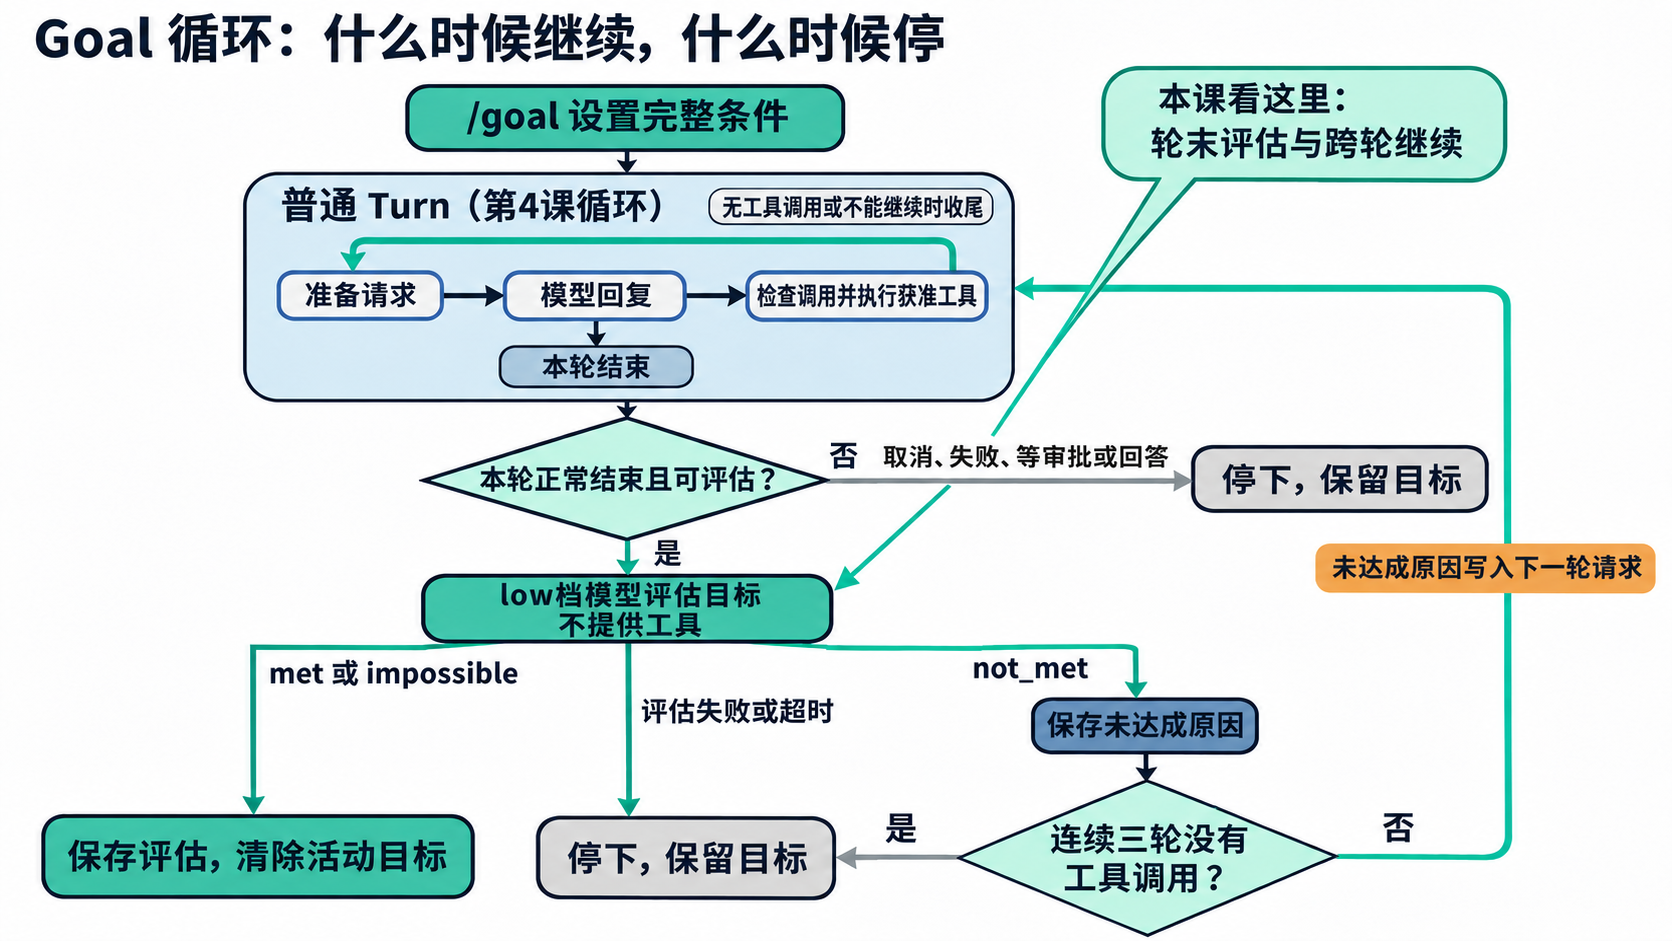 Goal 循环：什么时候继续，什么时候停
/goal 设置完整条件
本课看这里：
轮末评估与跨轮继续
普通 Turn（第4课循环）
无工具调用或不能继续时收尾
准备请求
模型回复
检查调用并执行获准工具
本轮结束
本轮正常结束且可评估？
否
取消、失败、等审批或回答
停下，保留目标
是
未达成原因写入下一轮请求
low档模型评估目标
不提供工具
met 或 impossible
评估失败或超时
not_met
保存未达成原因
保存评估，清除活动目标
停下，保留目标
是
连续三轮没有
工具调用？
否